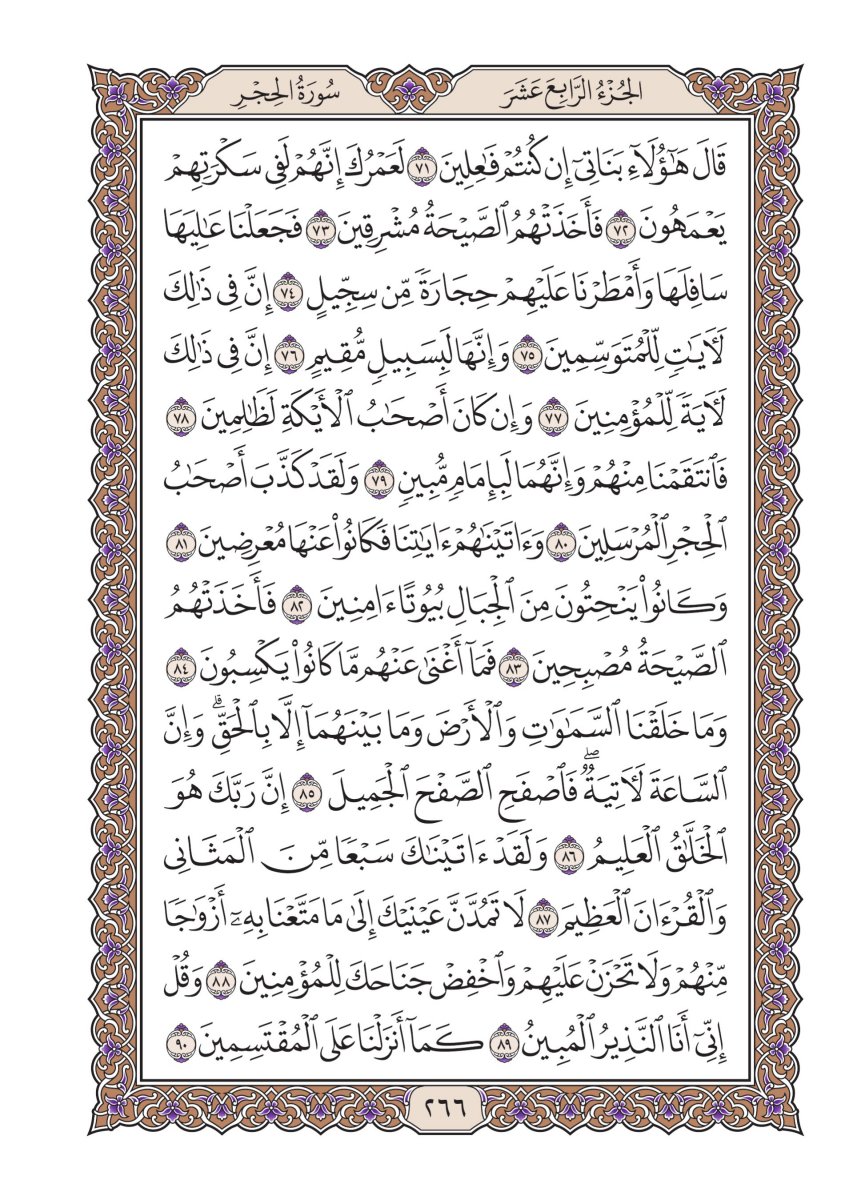 الجُزْءُ الرَّابِعَ عَشَرَ
سُورَةُ الحِجْرِ
قَالَ هَٰٓؤُلَآءِ بَنَاتِيٓ إِن كُنتُمۡ فَٰعِلِينَ ٧١ لَعَمۡرُكَ إِنَّهُمۡ لَفِي سَكۡرَتِهِمۡ
يَعۡمَهُونَ ٧٢ فَأَخَذَتۡهُمُ ٱلصَّيۡحَةُ مُشۡرِقِينَ ٧٣ فَجَعَلۡنَا عَٰلِيَهَا
سَافِلَهَا وَأَمۡطَرۡنَا عَلَيۡهِمۡ حِجَارَةٗ مِّن سِجِّيلٍ ٧٤ إِنَّ فِي ذَٰلِكَ
لَأٓيَٰتٖ لِّلۡمُتَوَسِّمِينَ ٧٥ وَإِنَّهَا لَبِسَبِيلٖ مُّقِيمٍ ٧٦ إِنَّ فِي ذَٰلِكَ
لَأٓيَةٗ لِّلۡمُؤۡمِنِينَ ٧٧ وَإِن كَانَ أَصۡحَٰبُ ٱلۡأَيۡكَةِ لَظَٰلِمِينَ ٧٨
فَٱنتَقَمۡنَا مِنۡهُمۡ وَإِنَّهُمَا لَبِإِمَامٖ مُّبِينٖ ٧٩ وَلَقَدۡ كَذَّبَ أَصۡحَٰبُ
ٱلۡحِجۡرِ ٱلۡمُرۡسَلِينَ ٨٠ وَءَاتَيۡنَٰهُمۡ ءَايَٰتِنَا فَكَانُواْ عَنۡهَا مُعۡرِضِينَ ٨١
وَكَانُواْ يَنۡحِتُونَ مِنَ ٱلۡجِبَالِ بُيُوتًا ءَامِنِينَ ٨٢ فَأَخَذَتۡهُمُ
ٱلصَّيۡحَةُ مُصۡبِحِينَ ٨٣ فَمَآ أَغۡنَىٰ عَنۡهُم مَّا كَانُواْ يَكۡسِبُونَ ٨٤
وَمَا خَلَقۡنَا ٱلسَّمَٰوَٰتِ وَٱلۡأَرۡضَ وَمَا بَيۡنَهُمَآ إِلَّا بِٱلۡحَقِّۗ وَإِنَّ
ٱلسَّاعَةَ لَأٓتِيَةٞۖ فَٱصۡفَحِ ٱلصَّفۡحَ ٱلۡجَمِيلَ ٨٥ إِنَّ رَبَّكَ هُوَ
ٱلۡخَلَّٰقُ ٱلۡعَلِيمُ ٨٦ وَلَقَدۡ ءَاتَيۡنَٰكَ سَبۡعٗا مِّنَ ٱلۡمَثَانِي
وَٱلۡقُرۡءَانَ ٱلۡعَظِيمَ ٨٧ لَا تَمُدَّنَّ عَيۡنَيۡكَ إِلَىٰ مَا مَتَّعۡنَا بِهِۦٓ أَزۡوَٰجٗا
مِّنۡهُمۡ وَلَا تَحۡزَنۡ عَلَيۡهِمۡ وَٱخۡفِضۡ جَنَاحَكَ لِلۡمُؤۡمِنِينَ ٨٨ وَقُلۡ
إِنِّيٓ أَنَا ٱلنَّذِيرُ ٱلۡمُبِينُ ٨٩ كَمَآ أَنزَلۡنَا عَلَى ٱلۡمُقۡتَسِمِينَ ٩٠
٢٦٦